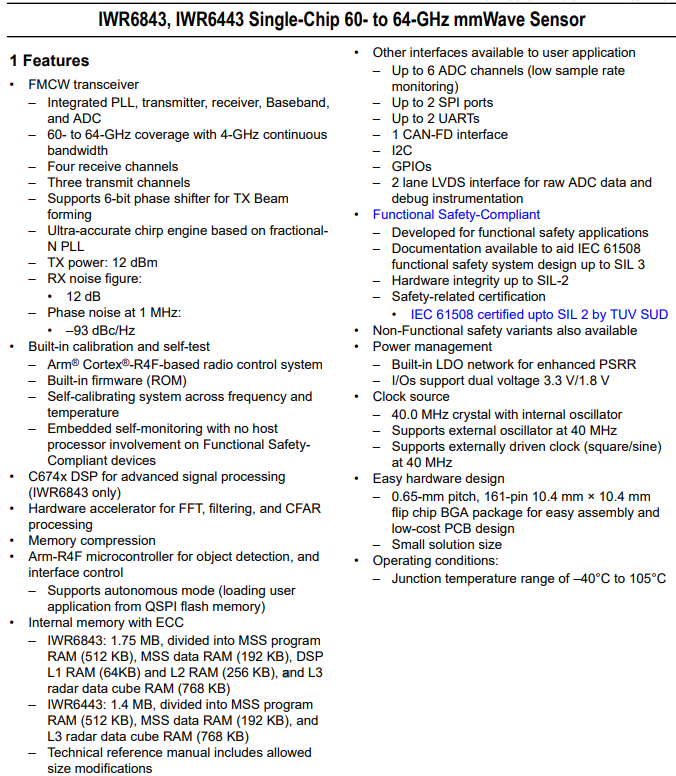 IWR6843, IWR6443 Single-Chip 60- to 64-GHz mmWave Sensor
1 Features
• FMCW transceiver
– Integrated PLL, transmitter, receiver, Baseband,
and ADC
– 60- to 64-GHz coverage with 4-GHz continuous
bandwidth
– Four receive channels
– Three transmit channels
– Supports 6-bit phase shifter for TX Beam
forming
– Ultra-accurate chirp engine based on fractional-
N PLL
– TX power: 12 dBm
– RX noise figure:
• 12 dB
– Phase noise at 1 MHz:
• –93 dBc/Hz
• Built-in calibration and self-test
– Arm® Cortex®-R4F-based radio control system
– Built-in firmware (ROM)
– Self-calibrating system across frequency and
temperature
– Embedded self-monitoring with no host
processor involvement on Functional Safety-
Compliant devices
• C674x DSP for advanced signal processing
(IWR6843 only)
• Hardware accelerator for FFT, filtering, and CFAR
processing
• Memory compression
• Arm-R4F microcontroller for object detection, and
interface control
– Supports autonomous mode (loading user
application from QSPI flash memory)
• Internal memory with ECC
– IWR6843: 1.75 MB, divided into MSS program
RAM (512 KB), MSS data RAM (192 KB), DSP
L1 RAM (64KB) and L2 RAM (256 KB), and L3
radar data cube RAM (768 KB)
– IWR6443: 1.4 MB, divided into MSS program
RAM (512 KB), MSS data RAM (192 KB), and
L3 radar data cube RAM (768 KB)
– Technical reference manual includes allowed
size modifications
• Other interfaces available to user application
– Up to 6 ADC channels (low sample rate
monitoring)
– Up to 2 SPI ports
– Up to 2 UARTs
– 1 CAN-FD interface
– I2C
– GPIOs
– 2 lane LVDS interface for raw ADC data and
debug instrumentation
• Functional Safety-Compliant
– Developed for functional safety applications
– Documentation available to aid IEC 61508
functional safety system design up to SIL 3
– Hardware integrity up to SIL-2
– Safety-related certification
• IEC 61508 certified upto SIL 2 by TUV SUD
• Non-Functional safety variants also available
• Power management
– Built-in LDO network for enhanced PSRR
– I/Os support dual voltage 3.3 V/1.8 V
• Clock source
– 40.0 MHz crystal with internal oscillator
– Supports external oscillator at 40 MHz
– Supports externally driven clock (square/sine)
at 40 MHz
• Easy hardware design
– 0.65-mm pitch, 161-pin 10.4 mm × 10.4 mm
flip chip BGA package for easy assembly and
low-cost PCB design
– Small solution size
• Operating conditions:
– Junction temperature range of –40°C to 105°C